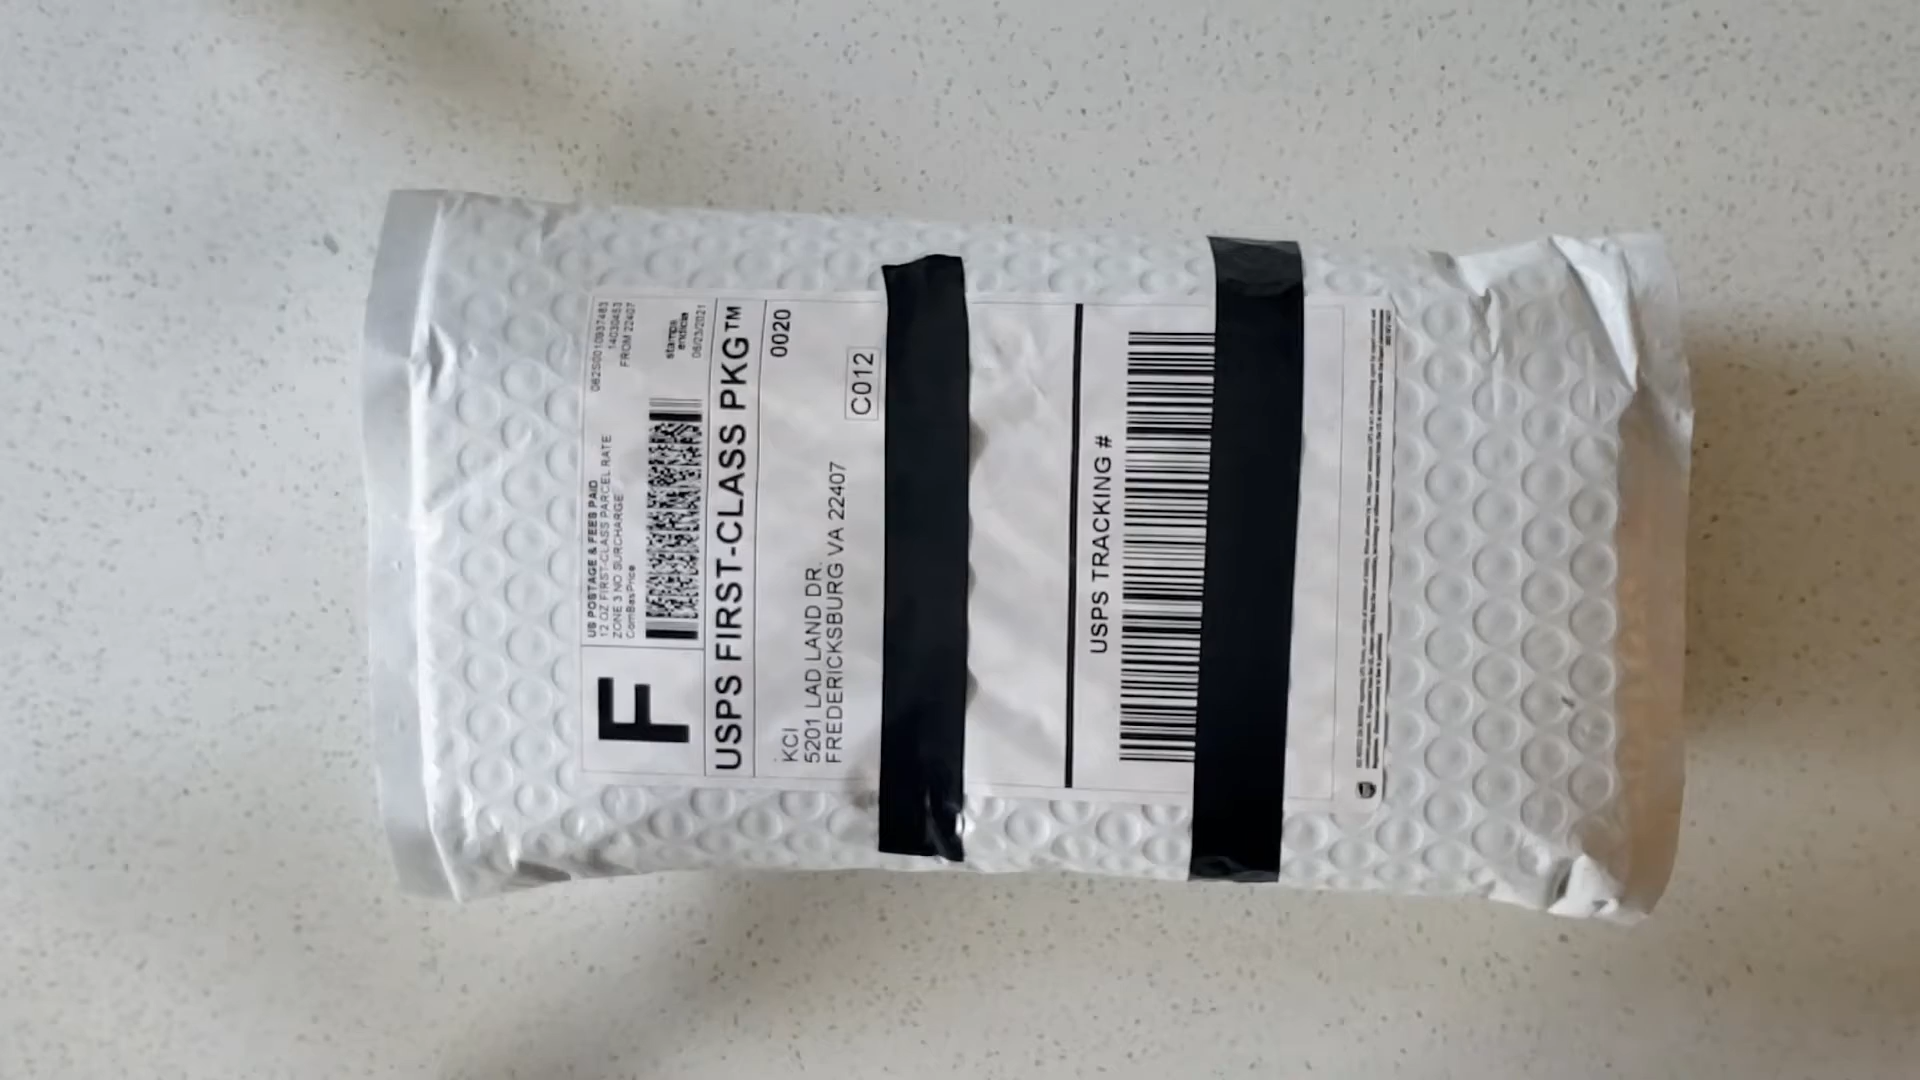 F
US POSTAGE & FEES PAID
12 OZ FIRST-CLASS PARCEL RATE
ZONE 3 NO SURCHARGE
ComBasPrice
062S0010937483
14030453
FROM 22407
stamps
endicia
06/23/2021
USPS FIRST-CLASS PKG™
KCI
5201 LAD LAND DR.
FREDERICKSBURG VA 22407
0020
C012
USPS TRACKING #